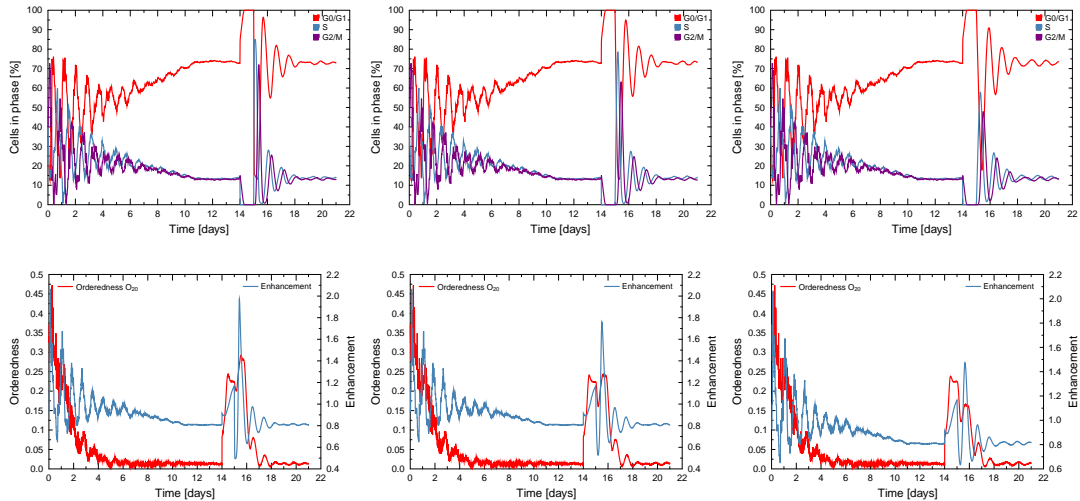 100 90 80 70 60 50 40 30 20 10 0
Cells in phase [%]
G0/G1
S
G2/M
0 2 4 6 8 10 12 14 16 18 20 22
Time [days]
100 90 80 70 60 50 40 30 20 10 0
Cells in phase [%]
G0/G1
S
G2/M
0 2 4 6 8 10 12 14 16 18 20 22
Time [days]
100 90 80 70 60 50 40 30 20 10 0
Cells in phase [%]
G0/G1
S
G2/M
0 2 4 6 8 10 12 14 16 18 20 22
Time [days]
0.5 0.45 0.4 0.35 0.3 0.25 0.2 0.15 0.1 0.05 0.0
Orderedness
Orderedness O₂₀
Enhancement
2.2 2.0 1.8 1.6 1.4 1.2 1.0 0.8 0.6 0.4
Enhancement
0 2 4 6 8 10 12 14 16 18 20 22
Time [days]
0.5 0.45 0.4 0.35 0.3 0.25 0.2 0.15 0.1 0.05 0.0
Orderedness
Orderedness O₂₀
Enhancement
2.2 2.0 1.8 1.6 1.4 1.2 1.0 0.8 0.6 0.4
Enhancement
0 2 4 6 8 10 12 14 16 18 20 22
Time [days]
0.5 0.45 0.4 0.35 0.3 0.25 0.2 0.15 0.1 0.05 0.0
Orderedness
Orderedness O₂₀
Enhancement
2.2 2.0 1.8 1.6 1.4 1.2 1.0 0.8 0.6
Enhancement
0 2 4 6 8 10 12 14 16 18 20 22
Time [days]